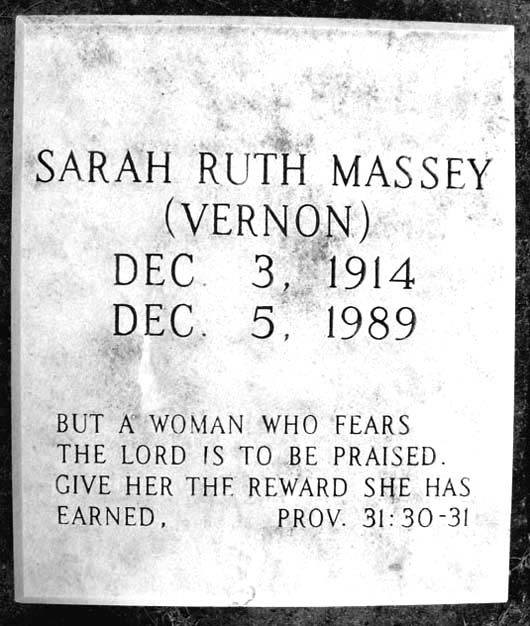 SARAH RUTH MASSEY
(VERNON)
DEC. 3, 1914
DEC. 5, 1989
BUT A WOMAN WHO FEARS
THE LORD IS TO BE PRAISED.
GIVE HER THE REWARD SHE HAS
EARNED, PROV. 31:30-31